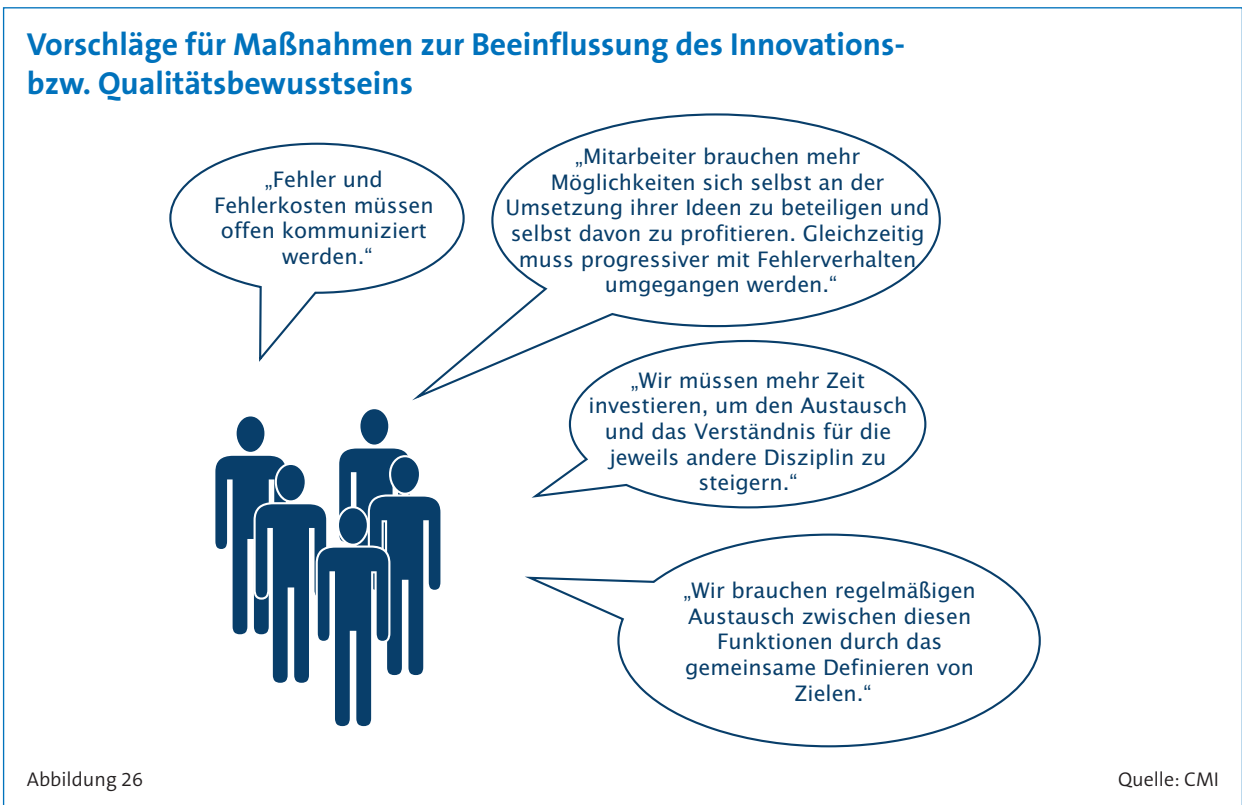 Vorschläge für Maßnahmen zur Beeinflussung des Innovations-
bzw. Qualitätsbewusstseins
„Fehler und
Fehlerkosten müssen
offen kommuniziert
werden.“
„Mitarbeiter brauchen mehr
Möglichkeiten sich selbst an der
Umsetzung ihrer Ideen zu beteiligen und
selbst davon zu profitieren. Gleichzeitig
muss progressiver mit Fehlerverhalten
umgegangen werden.“
„Wir müssen mehr Zeit
investieren, um den Austausch
und das Verständnis für die
jeweils andere Disziplin zu
steigern.“
„Wir brauchen regelmäßigen
Austausch zwischen diesen
Funktionen durch das
gemeinsame Definieren von
Zielen.“
Abbildung 26
Quelle: CMI